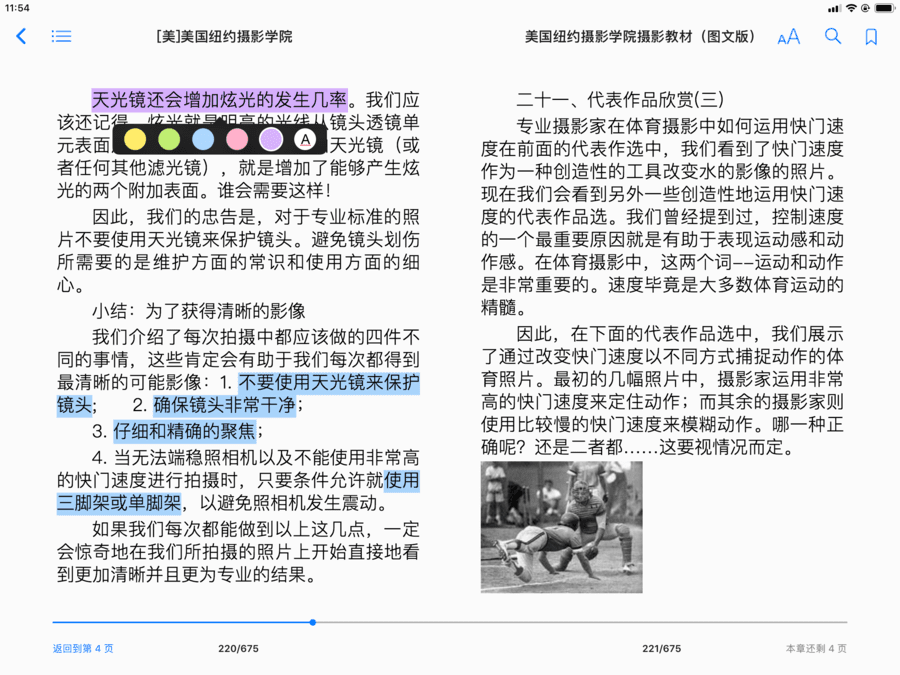 11:54
[美]美国纽约摄影学院
美国纽约摄影学院摄影教材（图文版）
AA
天光镜还会增加炫光的发生几率。我们应
该还记得，炫光就是明亮的光线从镜头透镜单
元表面
天光镜（或
者任何其他滤光镜），就是增加了能够产生炫
光的两个附加表面。谁会需要这样！
因此，我们的忠告是，对于专业标准的照
片不要使用天光镜来保护镜头。避免镜头划伤
所需要的是维护方面的常识和使用方面的细
心。
小结：为了获得清晰的影像
我们介绍了每次拍摄中都应该做的四件不
同的事情，这些肯定会有助于我们每次都得到
最清晰的可能影像：1. 不要使用天光镜来保护
镜头； 2. 确保镜头非常干净；
3. 仔细和精确的聚焦；
4. 当无法端稳照相机以及不能使用非常高
的快门速度进行拍摄时，只要条件允许就使用
三脚架或单脚架，以避免照相机发生震动。
如果我们每次都能做到以上这几点，一定
会惊奇地在我们所拍摄的照片上开始直接地看
到更加清晰并且更为专业的结果。
A
返回到第 4 页
220/675
二十一、代表作品欣赏(三)
专业摄影家在体育摄影中如何运用快门速
度在前面的代表作选中，我们看到了快门速度
作为一种创造性的工具改变水的影像的照片。
现在我们会看到另外一些创造性地运用快门速
度的代表作品选。我们曾经提到过，控制速度
的一个最重要原因就是有助于表现运动感和动
作感。在体育摄影中，这两个词--运动和动作
是非常重要的。速度毕竟是大多数体育运动的
精髓。
因此，在下面的代表作品选中，我们展示
了通过改变快门速度以不同方式捕捉动作的体
育照片。最初的几幅照片中，摄影家运用非常
高的快门速度来定住动作；而其余的摄影家则
使用比较慢的快门速度来模糊动作。哪一种正
确呢？还是二者都……这要视情况而定。
221/675
本章还剩 4 页